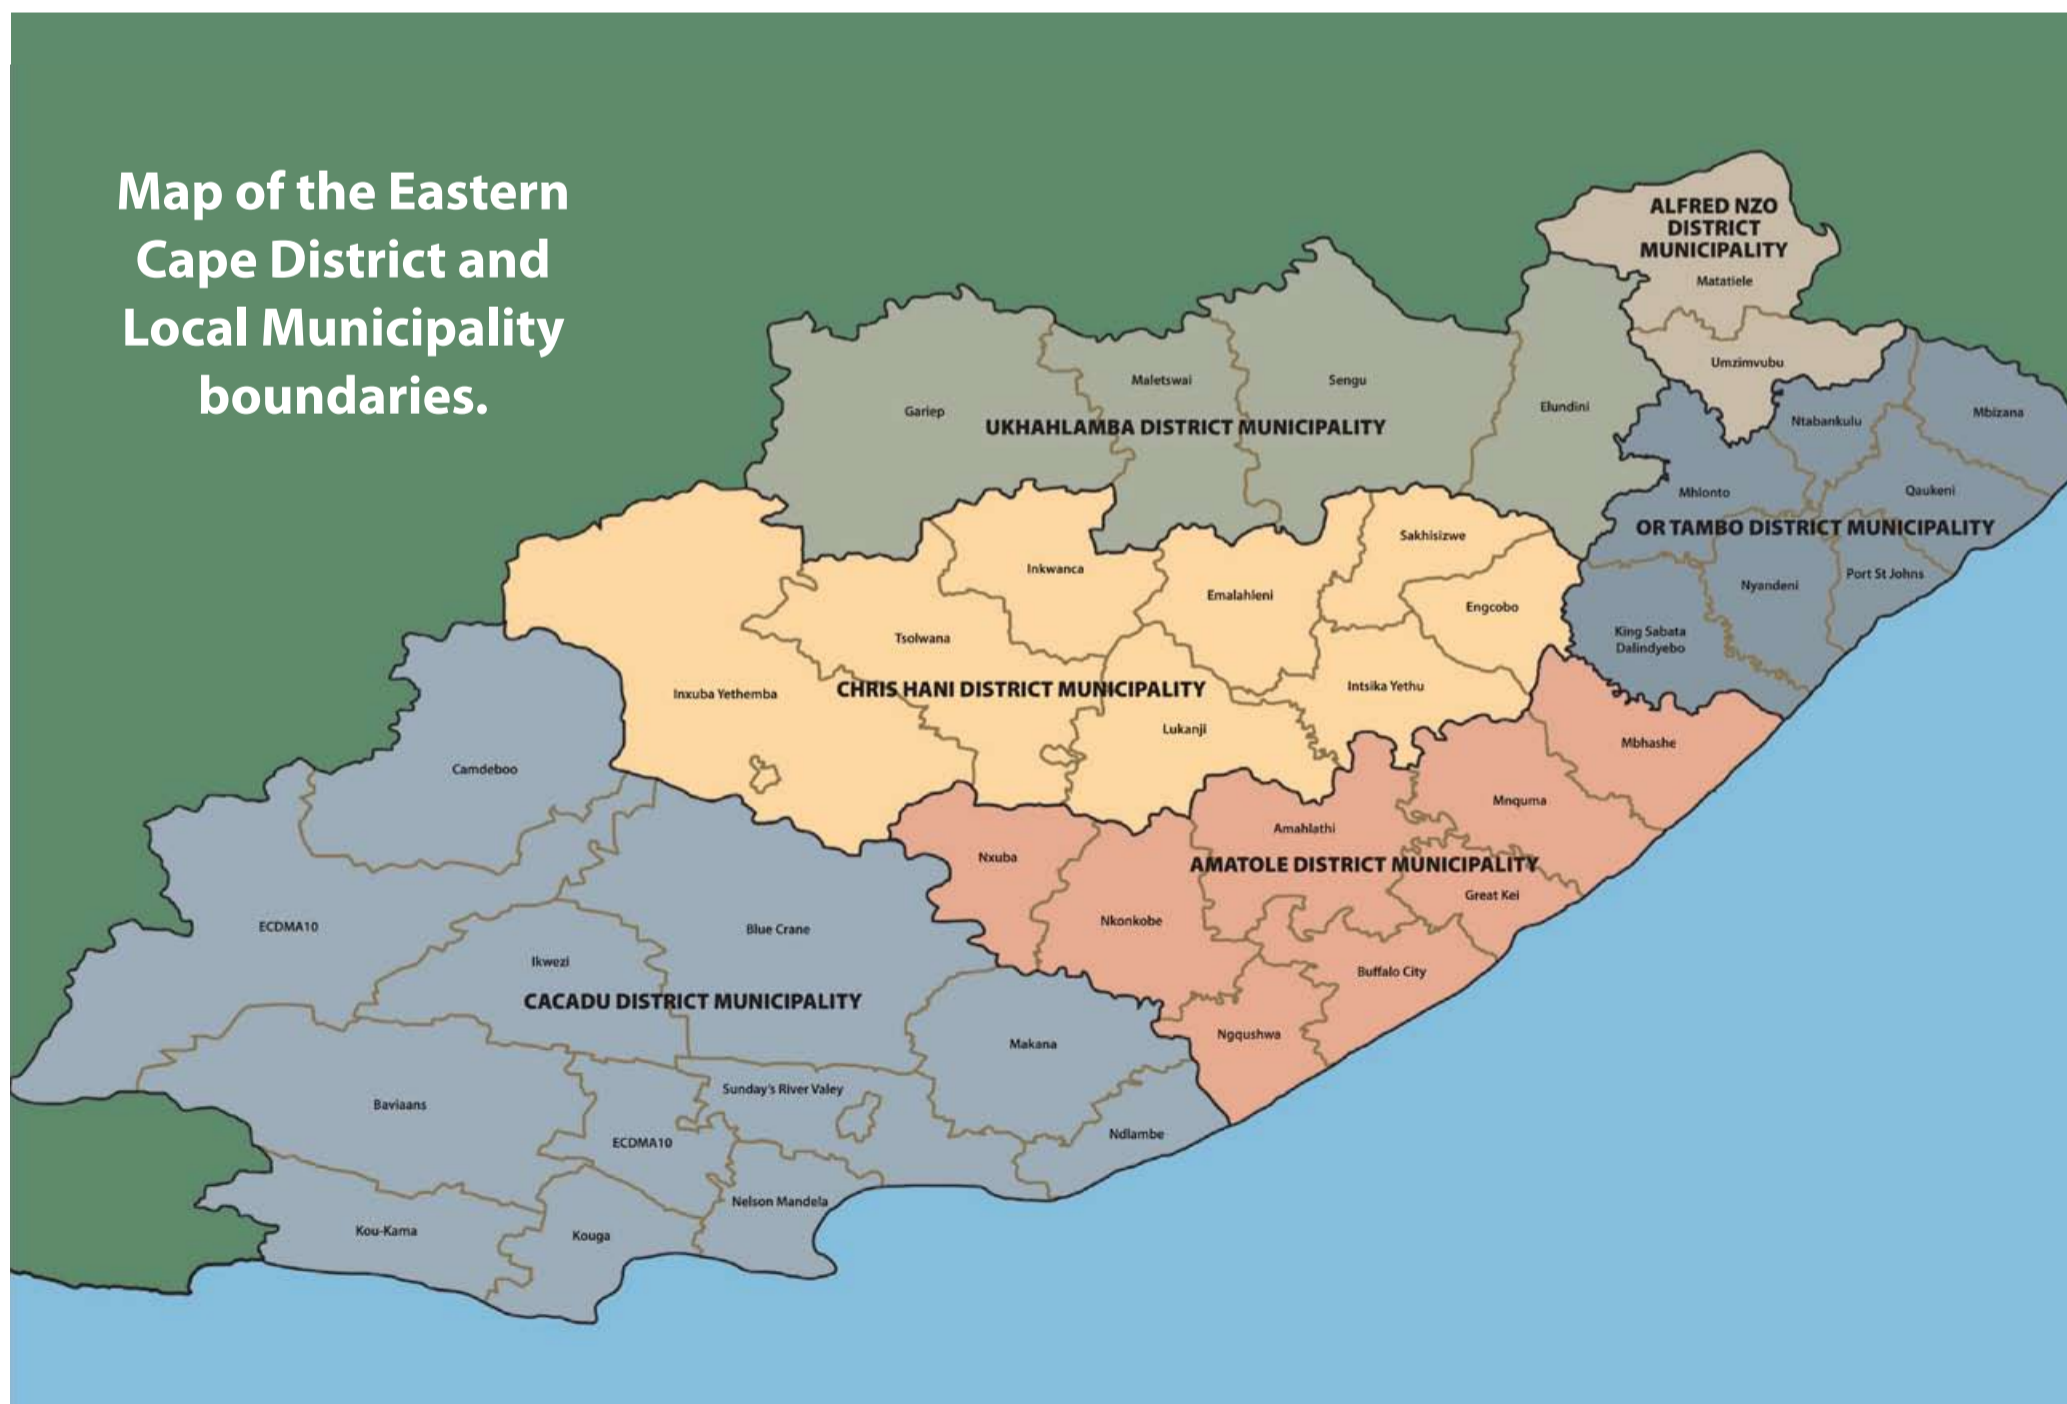 Map of the Eastern
Cape District and
Local Municipality
boundaries.
ALFRED NZO
DISTRICT
MUNICIPALITY
Matatiele
Umzimvubu
Maletswai
Sengu
Gariep
Elundini
UKHAHLAMBA DISTRICT MUNICIPALITY
Ntabankulu
Mbizana
Mhlonto
Qaukeni
OR TAMBO DISTRICT MUNICIPALITY
Nyandeni
Port St Johns
King Sabata
Dalindyebo
Sakhisizwe
Inkwanca
Emalahleni
Engcobo
Tsolwana
Inxuba Yethemba
CHRIS HANI DISTRICT MUNICIPALITY
Intsika Yethu
Lukanji
Mbhashe
Mnquma
Amahlathi
Nxuba
AMATOLE DISTRICT MUNICIPALITY
Great Kei
Nkonkobe
Buffalo City
Ngqushwa
Camdeboo
ECDMA10
Blue Crane
Ikwezi
CACADU DISTRICT MUNICIPALITY
Makana
Sunday's River Valey
Baviaans
ECDMA10
Ndlambe
Nelson Mandela
Kou-Kama
Kouga